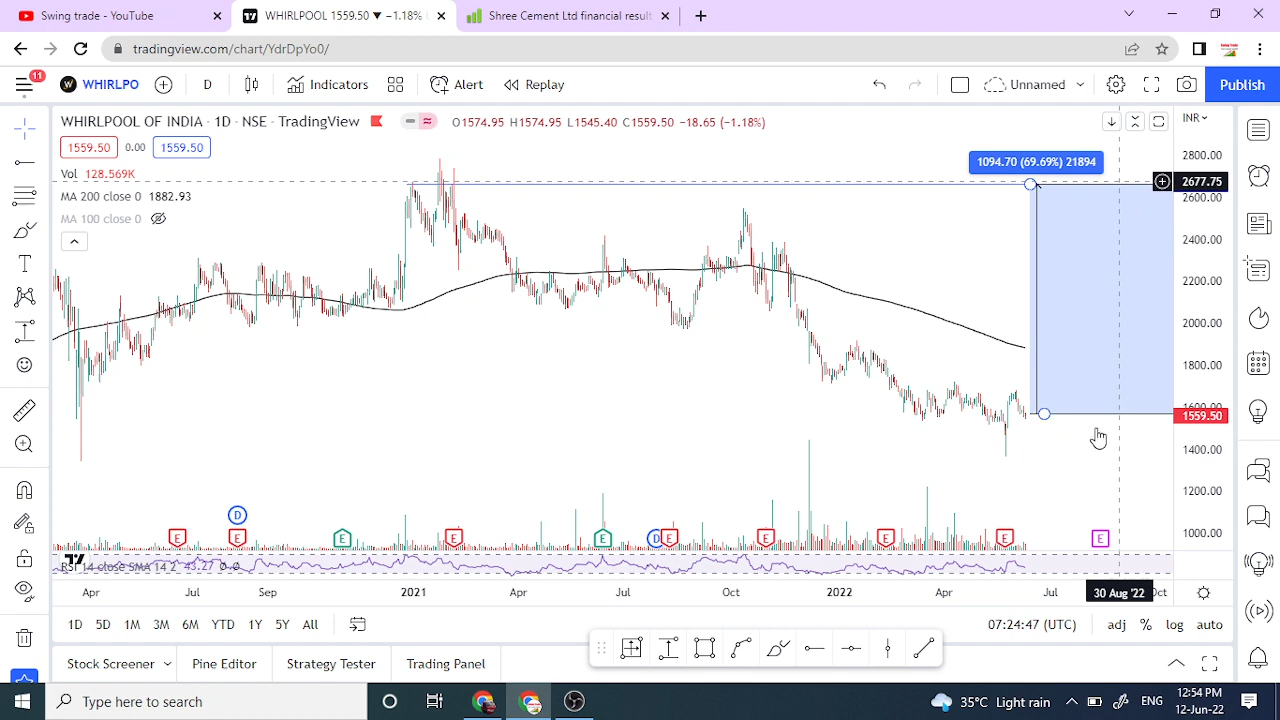 Swing trade - YouTube
WHIRLPOOL 1559.50 ▼ −1.18%
Shree Cement Ltd financial result
tradingview.com/chart/YdrDpYo0/
11
WHIRLPO
D
Indicators
Alert
Replay
Unnamed
Publish
WHIRLPOOL OF INDIA · 1D · NSE · TradingView
O1574.95 H1574.95 L1545.40 C1559.50 −18.65 (−1.18%)
INR
1559.50
0.00
1559.50
Vol 128.569K
MA 200 close 0 1882.93
MA 100 close 0
1094.70 (69.69%) 21894
2800.00
2677.75
2600.00
2400.00
2200.00
2000.00
1800.00
1600.00
1559.50
1400.00
1200.00
1000.00
D
E E E E E D E E E E E
RSI 14 close SMA 14 2
Apr Jul Sep 2021 Apr Jul Oct 2022 Apr Jul 30 Aug '22 Oct
1D 5D 1M 3M 6M YTD 1Y 5Y All
07:24:47 (UTC) adj % log auto
Stock Screener Pine Editor Strategy Tester Trading Panel
Type here to search
35°C Light rain
ENG
12:54 PM
12-Jun-22